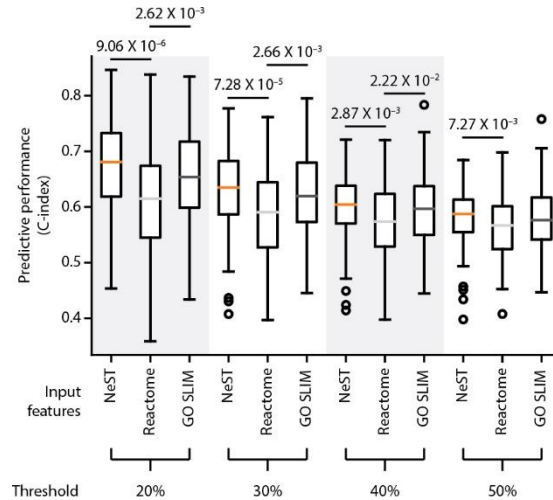 2.62 X 10⁻³
9.06 X 10⁻⁶
2.66 X 10⁻³
7.28 X 10⁻⁵
2.22 X 10⁻²
2.87 X 10⁻³
7.27 X 10⁻³
Predictive performance
(C-index)
0.8
0.7
0.6
0.5
0.4
Input
features
NeST
Reactome
GO SLIM
NeST
Reactome
GO SLIM
NeST
Reactome
GO SLIM
NeST
Reactome
GO SLIM
Threshold 20% 30% 40% 50%